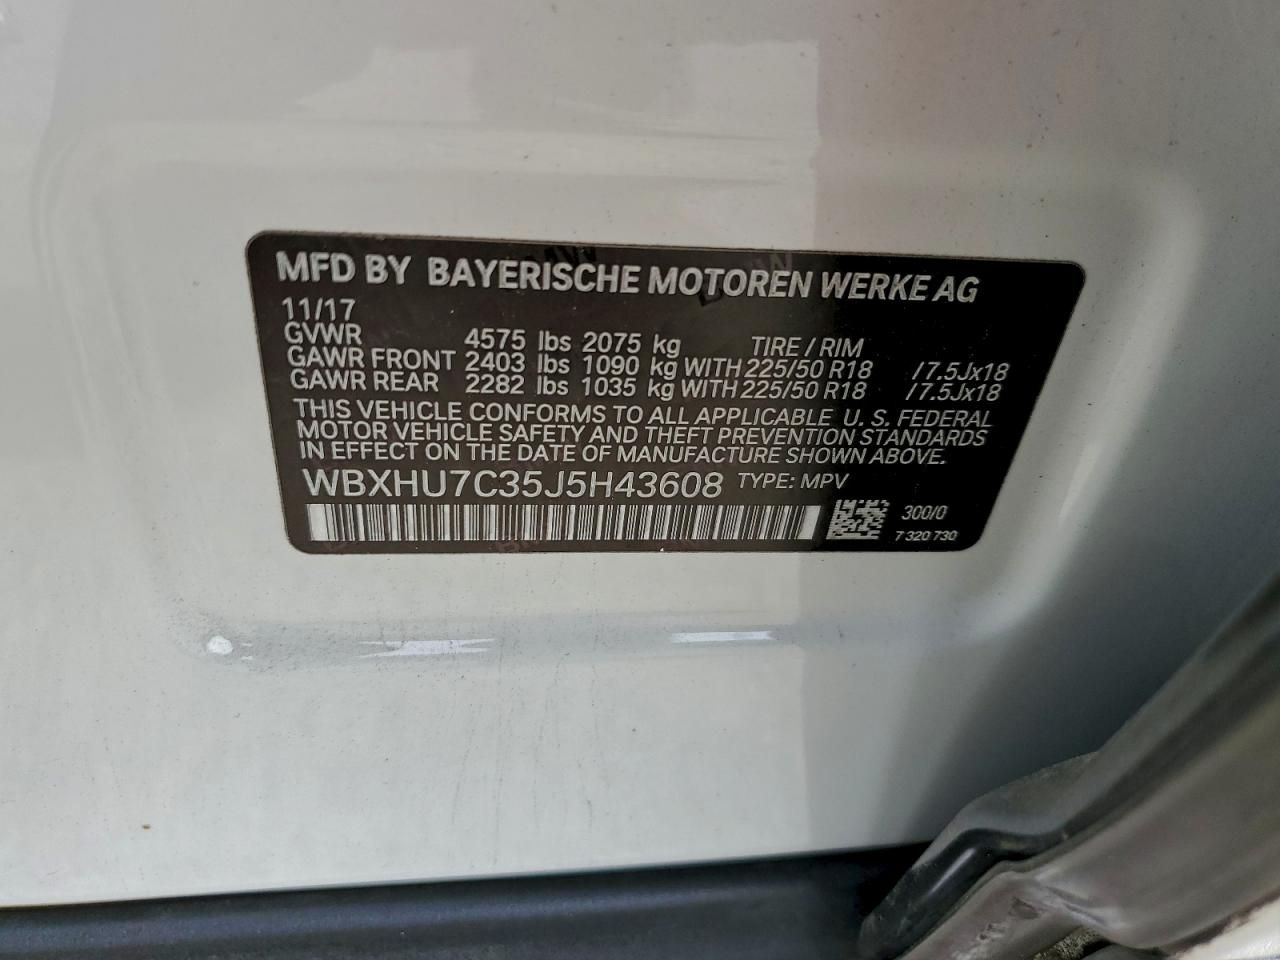 MFD BY BAYERISCHE MOTOREN WERKE AG
11/17
GVWR 4575 lbs 2075 kg TIRE / RIM
GAWR FRONT 2403 lbs 1090 kg WITH 225/50 R18 /7.5Jx18
GAWR REAR 2282 lbs 1035 kg WITH 225/50 R18 /7.5Jx18
THIS VEHICLE CONFORMS TO ALL APPLICABLE U. S. FEDERAL
MOTOR VEHICLE SAFETY AND THEFT PREVENTION STANDARDS
IN EFFECT ON THE DATE OF MANUFACTURE SHOWN ABOVE.
WBXHU7C35J5H43608 TYPE: MPV
300/0
7 320 730